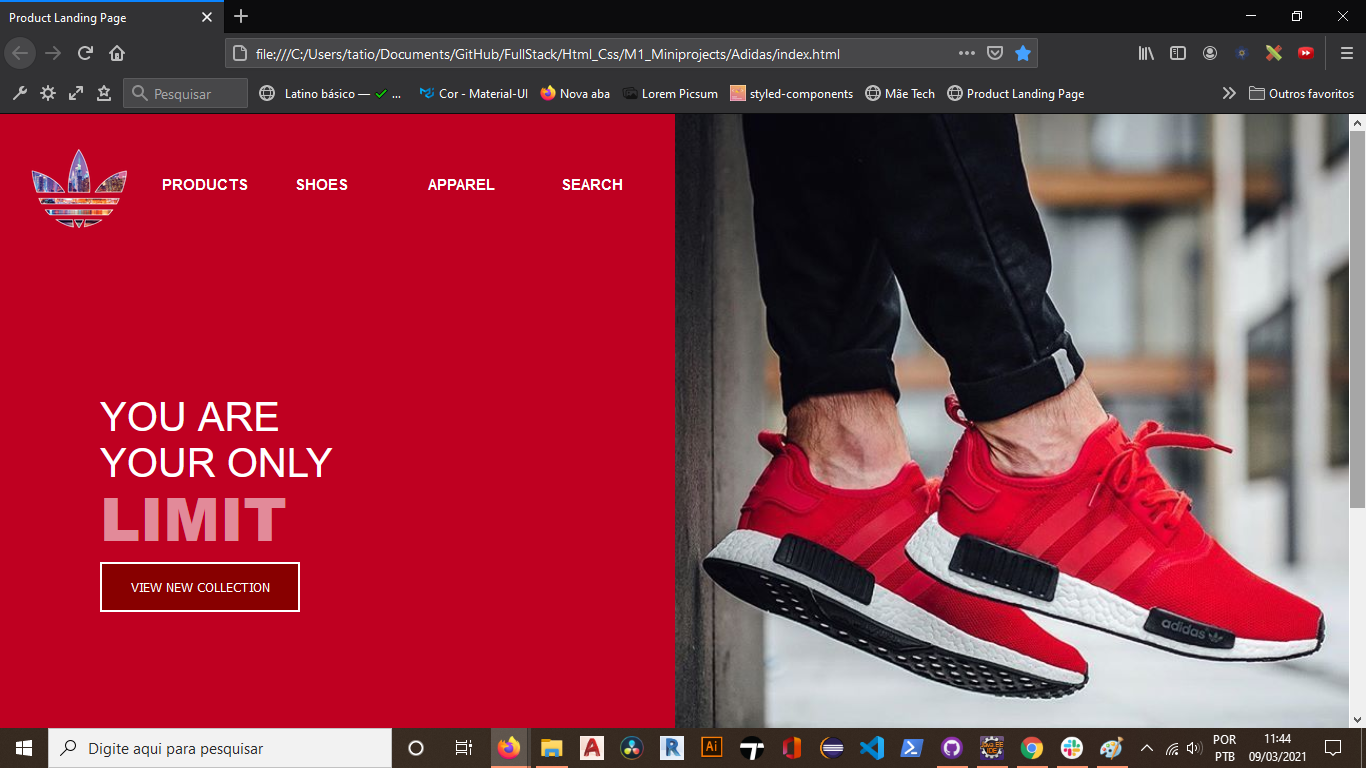 Product Landing Page
file:///C:/Users/tatio/Documents/GitHub/FullStack/Html_Css/M1_Miniprojects/Adidas/index.html
Pesquisar Latino básico — ... Cor - Material-UI Nova aba Lorem Picsum styled-components Mãe Tech Product Landing Page Outros favoritos
PRODUCTS SHOES APPAREL SEARCH
YOU ARE
YOUR ONLY
LIMIT
VIEW NEW COLLECTION
adidas
Digite aqui para pesquisar
POR 11:44
PTB 09/03/2021